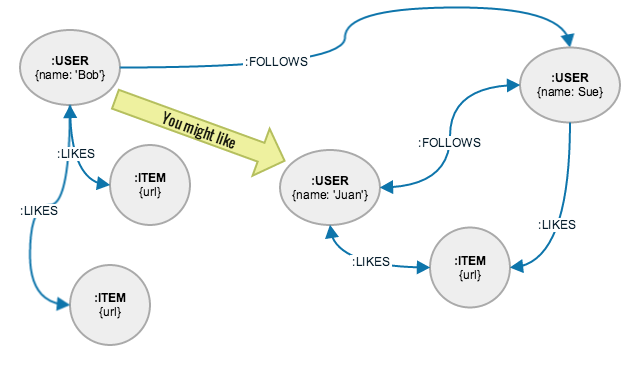 :USER
{name: 'Bob'}
:FOLLOWS
:USER
{name: Sue}
You might like
:FOLLOWS
:LIKES
:ITEM
{url}
:USER
{name: 'Juan'}
:LIKES
:LIKES
:LIKES
:ITEM
{url}
:ITEM
{url}